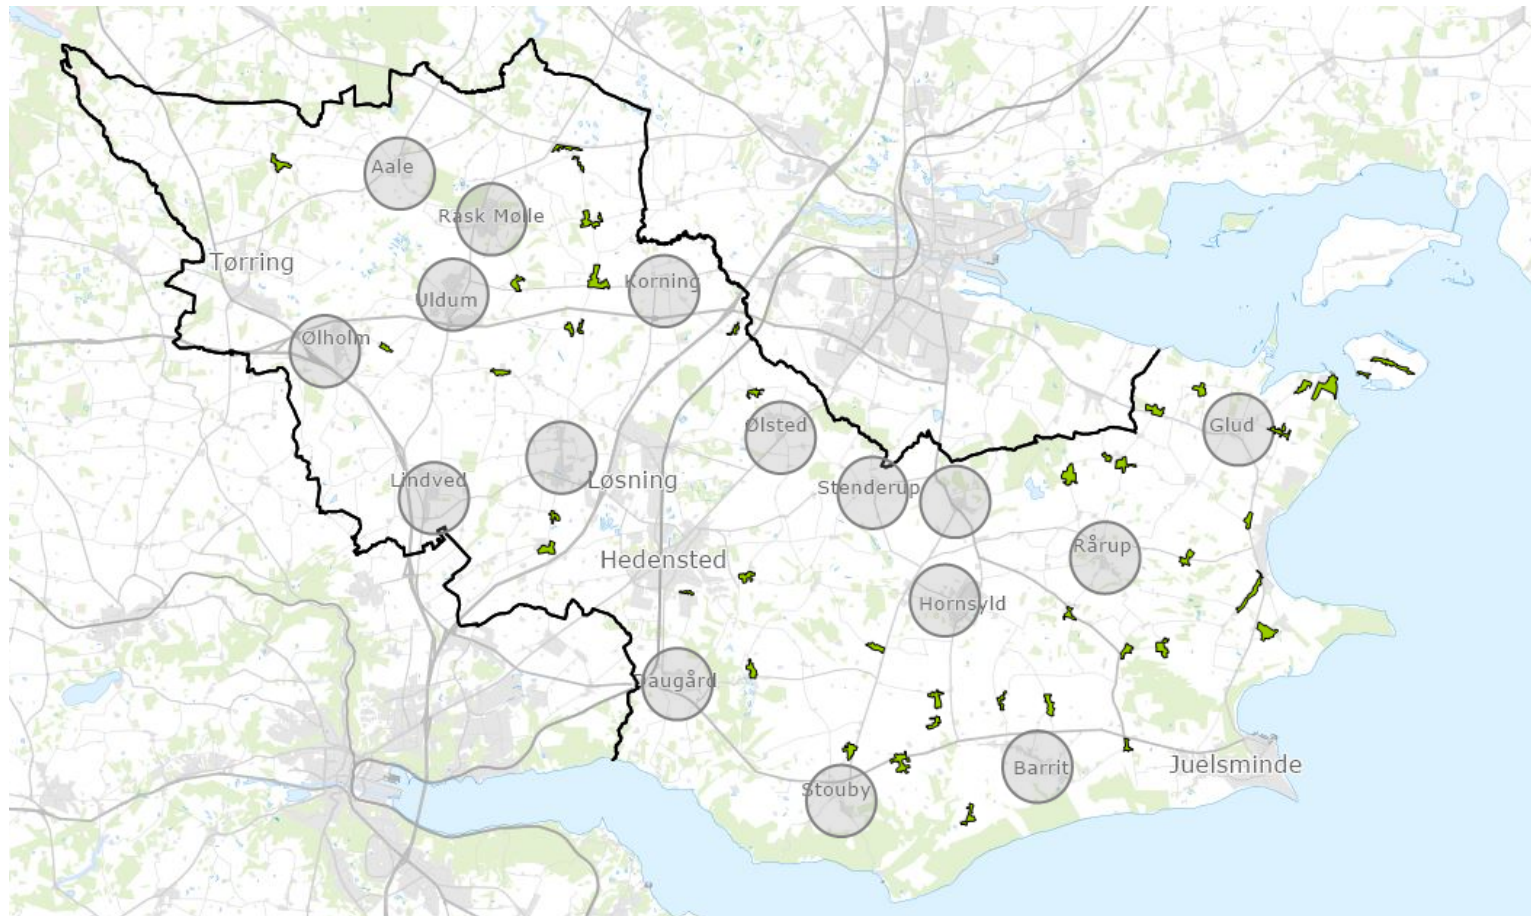 Aale
Rask Mølle
Tørring
Korning
Uldum
Ølholm
Ølsted
Glud
Lindved
Løsning
Stenderup
Rårup
Hedensted
Hornsyld
Daugård
Juelsminde
Barrit
Stouby